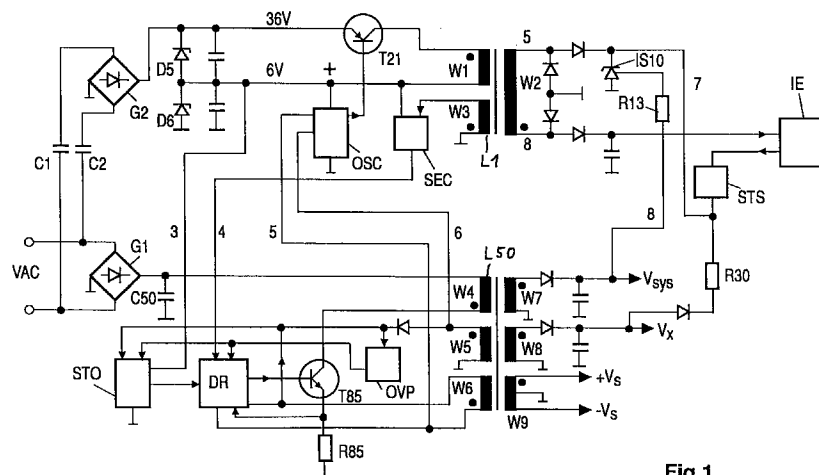 36V
T21
5
IS10
D5
6V
+
W1
W2
7
G2
R13
IE
D6
W3
OSC
SEC
L1
8
STS
C1
C2
3
4
5
6
8
L50
G1
VAC
C50
W4
W7
Vsys
R30
W5
W8
Vx
STO
DR
OVP
T85
W6
+Vs
W9
-Vs
R85
Fig.1